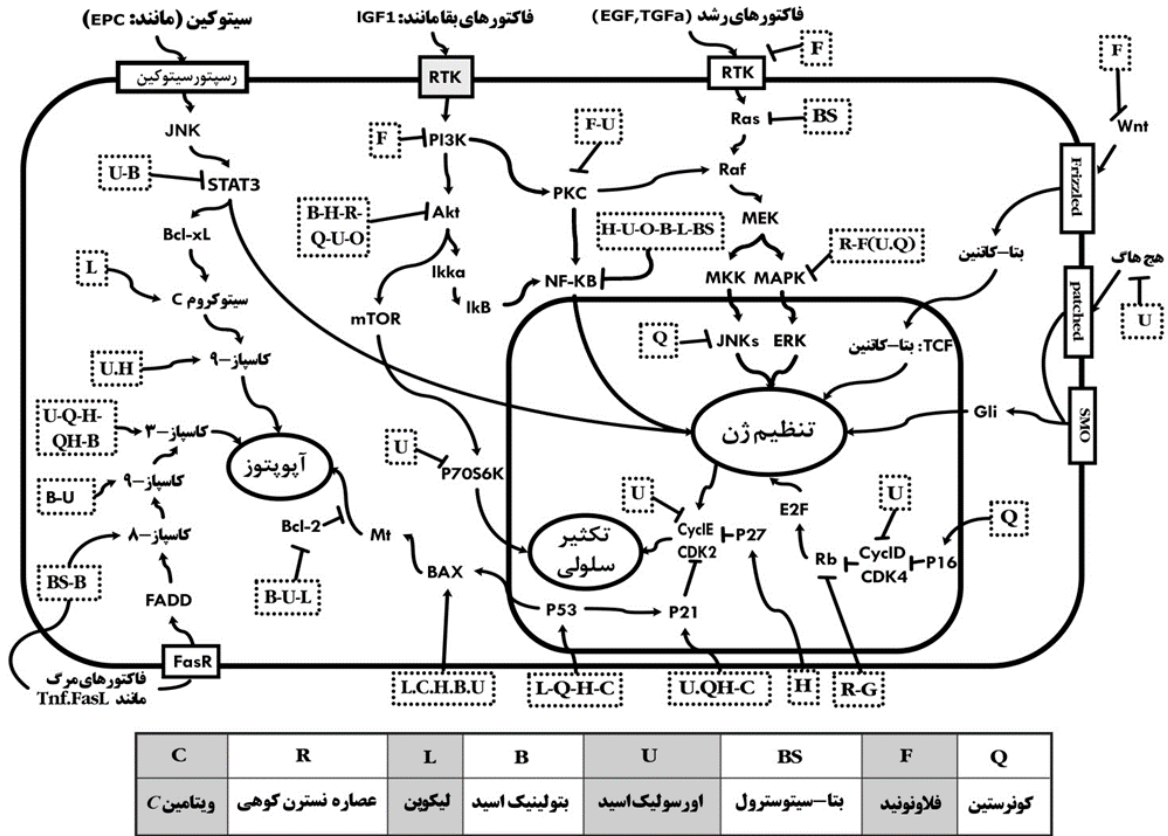 سیتوکین (مانند: EPC)
فاکتورهای بقا مانند: IGF1
فاکتورهای رشد (EGF,TGFa)
رسپتور سیتوکین
RTK
RTK
F
F
JNK
F
PI3K
F-U
Ras
BS
Wnt
U-B
STAT3
PKC
Raf
Frizzled
B-H-R-
Q-U-O
Akt
H-U-O-B-L-BS
MEK
Bcl-xL
R-F(U.Q)
بتا-کاتنین
هج هاگ
L
Ikka
NF-KB
MKK
MAPK
patched
سیتوکروم C
IkB
U
mTOR
Q
JNKs
ERK
بتا-کاتنین :TCF
U.H
کاسپاز-۹
SMO
U-Q-H-
QH-B
کاسپاز-۳
تنظیم ژن
Gli
آپوپتوز
U
P70S6K
B-U
کاسپاز-۹
U
E2F
U
Q
Bcl-2
Mt
تکثیر
سلولی
CyclE
CDK2
P27
Rb
CyclD
CDK4
P16
کاسپاز-۸
BS-B
B-U-L
BAX
FADD
P53
P21
FasR
فاکتورهای مرگ
مانند Tnf.FasL
L.C.H.B.U
L-Q-H-C
U.QH-C
H
R-G
C R L B U BS F Q
ویتامین C عصاره نسترن کوهی لیکوپن بتولینیک اسید اورسولیک اسید بتا-سیتوسترول فلاونوئید کوئرستین